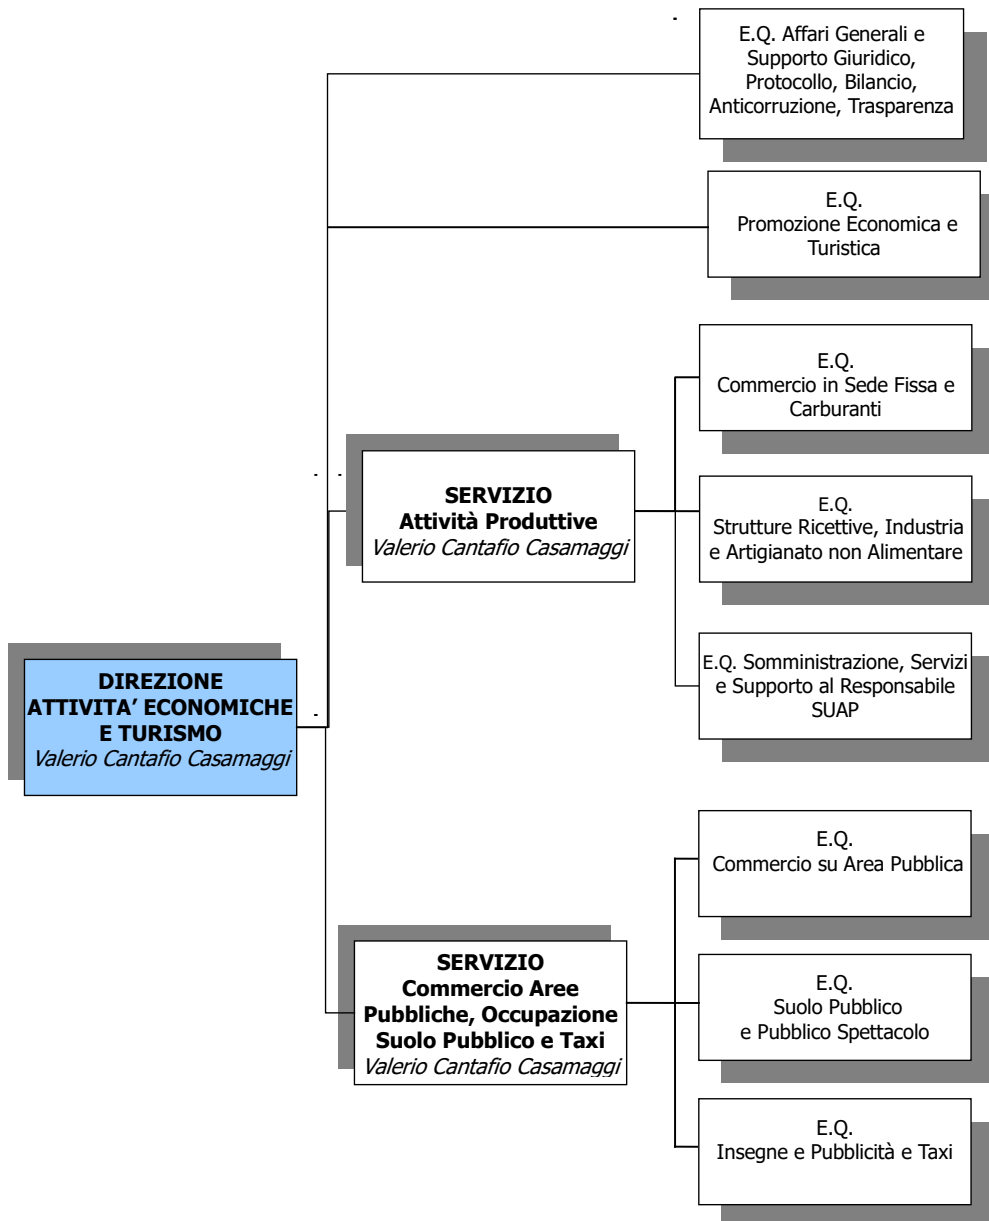 E.Q. Affari Generali e
Supporto Giuridico,
Protocollo, Bilancio,
Anticorruzione, Trasparenza
E.Q.
Promozione Economica e
Turistica
E.Q.
Commercio in Sede Fissa e
Carburanti
SERVIZIO
Attività Produttive
Valerio Cantafio Casamaggi
E.Q.
Strutture Ricettive, Industria
e Artigianato non Alimentare
E.Q. Somministrazione, Servizi
e Supporto al Responsabile
SUAP
DIREZIONE
ATTIVITA’ ECONOMICHE
E TURISMO
Valerio Cantafio Casamaggi
E.Q.
Commercio su Area Pubblica
SERVIZIO
Commercio Aree
Pubbliche, Occupazione
Suolo Pubblico e Taxi
Valerio Cantafio Casamaggi
E.Q.
Suolo Pubblico
e Pubblico Spettacolo
E.Q.
Insegne e Pubblicità e Taxi